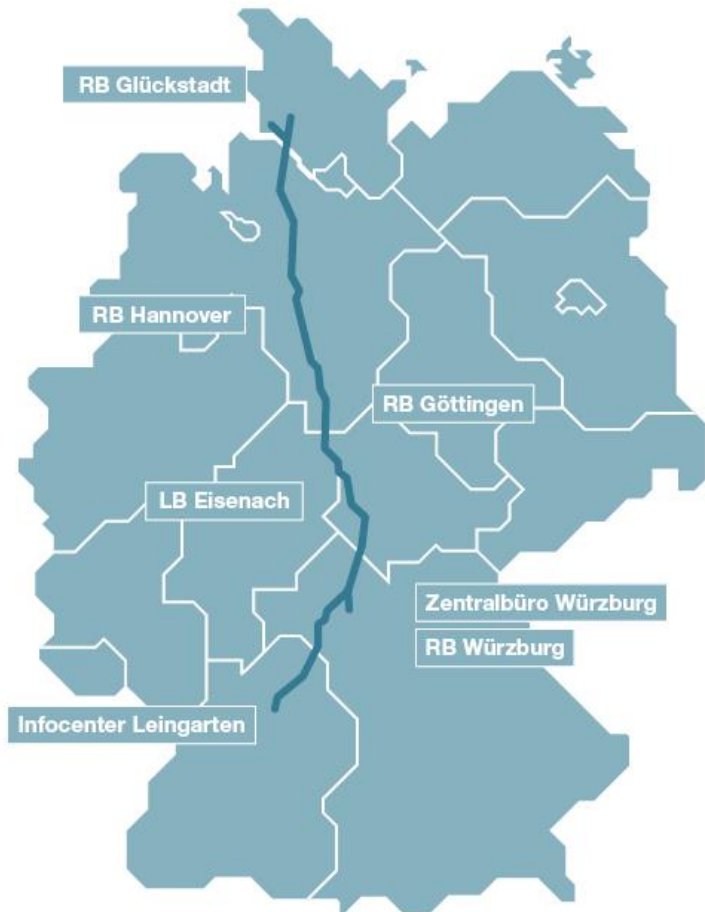 RB Glückstadt
RB Hannover
RB Göttingen
LB Eisenach
Zentralbüro Würzburg
RB Würzburg
Infocenter Leingarten